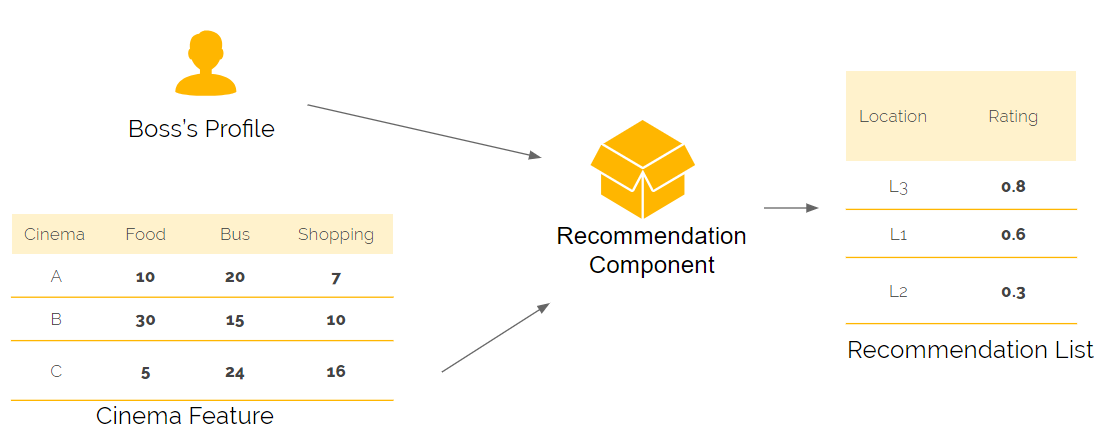 Boss's Profile
Cinema Food Bus Shopping
A 10 20 7
B 30 15 10
C 5 24 16
Cinema Feature
Recommendation
Component
Location Rating
L3 0.8
L1 0.6
L2 0.3
Recommendation List